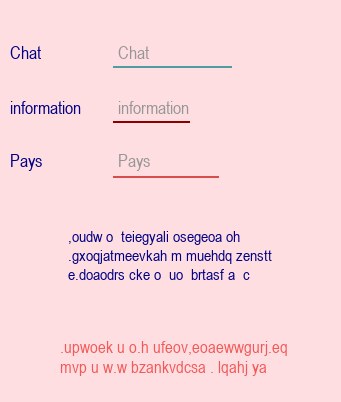 Chat Chat
information information
Pays Pays
,oudw o  teiegyali osegeoa oh
.gxoqjatmeevkah m muehdq zenstt
e.doaodrs cke o  uo  brtasf a  c
.upwoek u o.h ufeov,eoaewwgurj.eq
mvp u w.w bzankvdcsa . lqahj ya